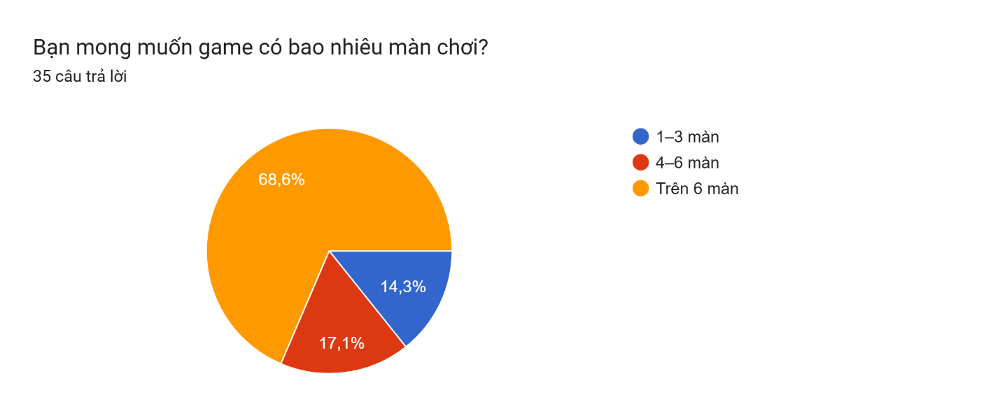 Bạn mong muốn game có bao nhiêu màn chơi?
35 câu trả lời
1–3 màn
4–6 màn
Trên 6 màn
68,6%
14,3%
17,1%